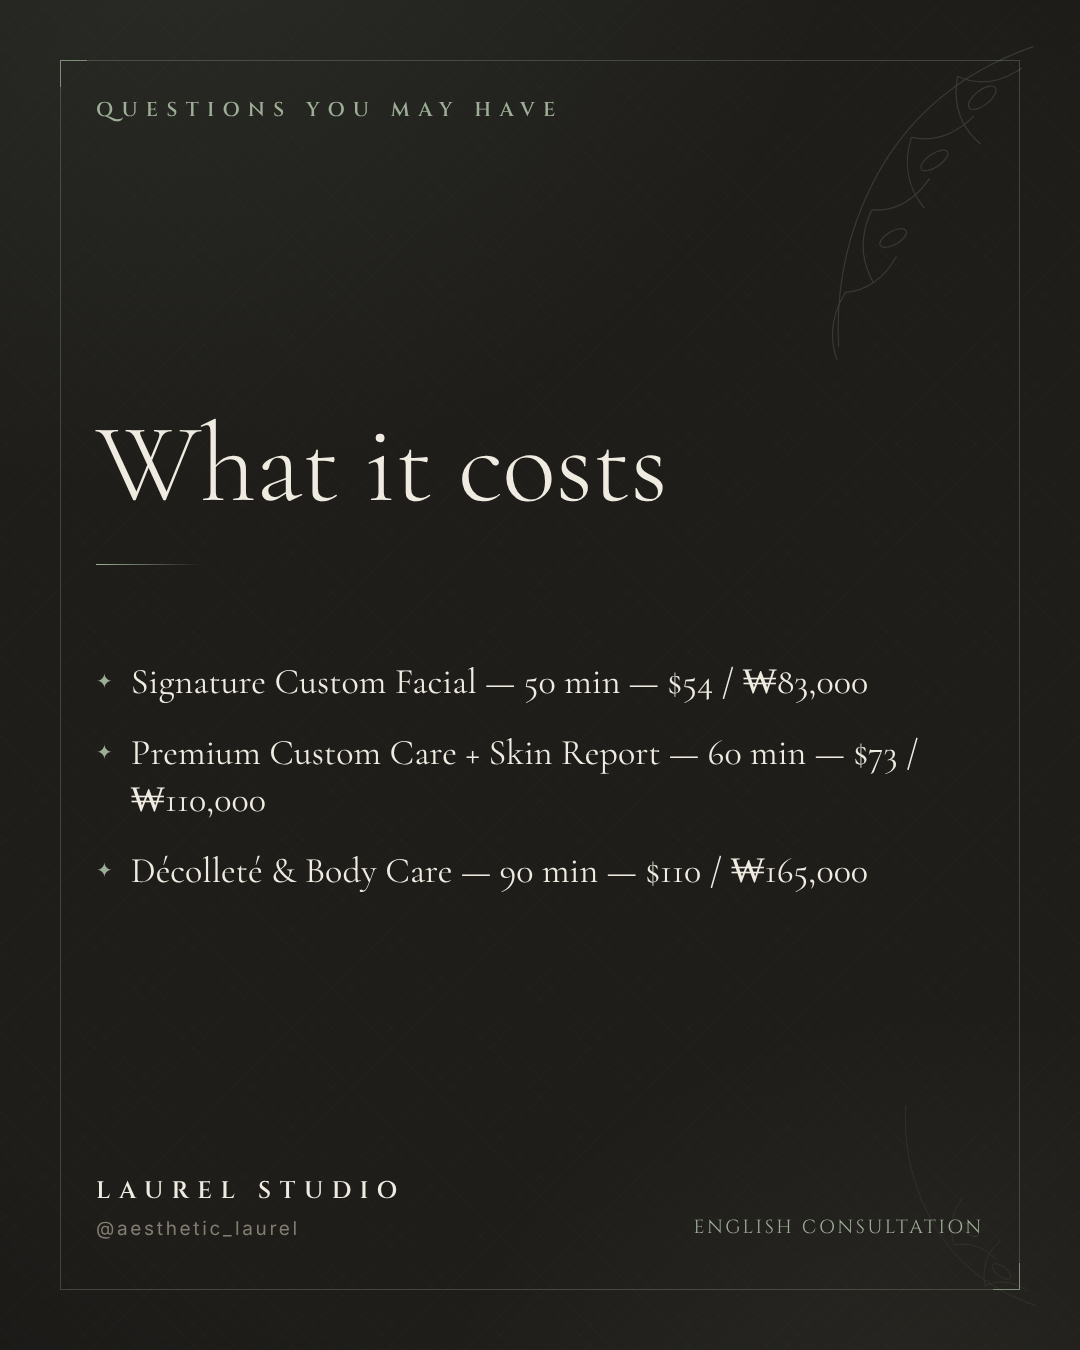 QUESTIONS YOU MAY HAVE
What it costs
✦ Signature Custom Facial — 50 min — $54 / ₩83,000
✦ Premium Custom Care + Skin Report — 60 min — $73 /
₩110,000
✦ Décolleté & Body Care — 90 min — $110 / ₩165,000
LAUREL STUDIO
@aesthetic_laurel
ENGLISH CONSULTATION